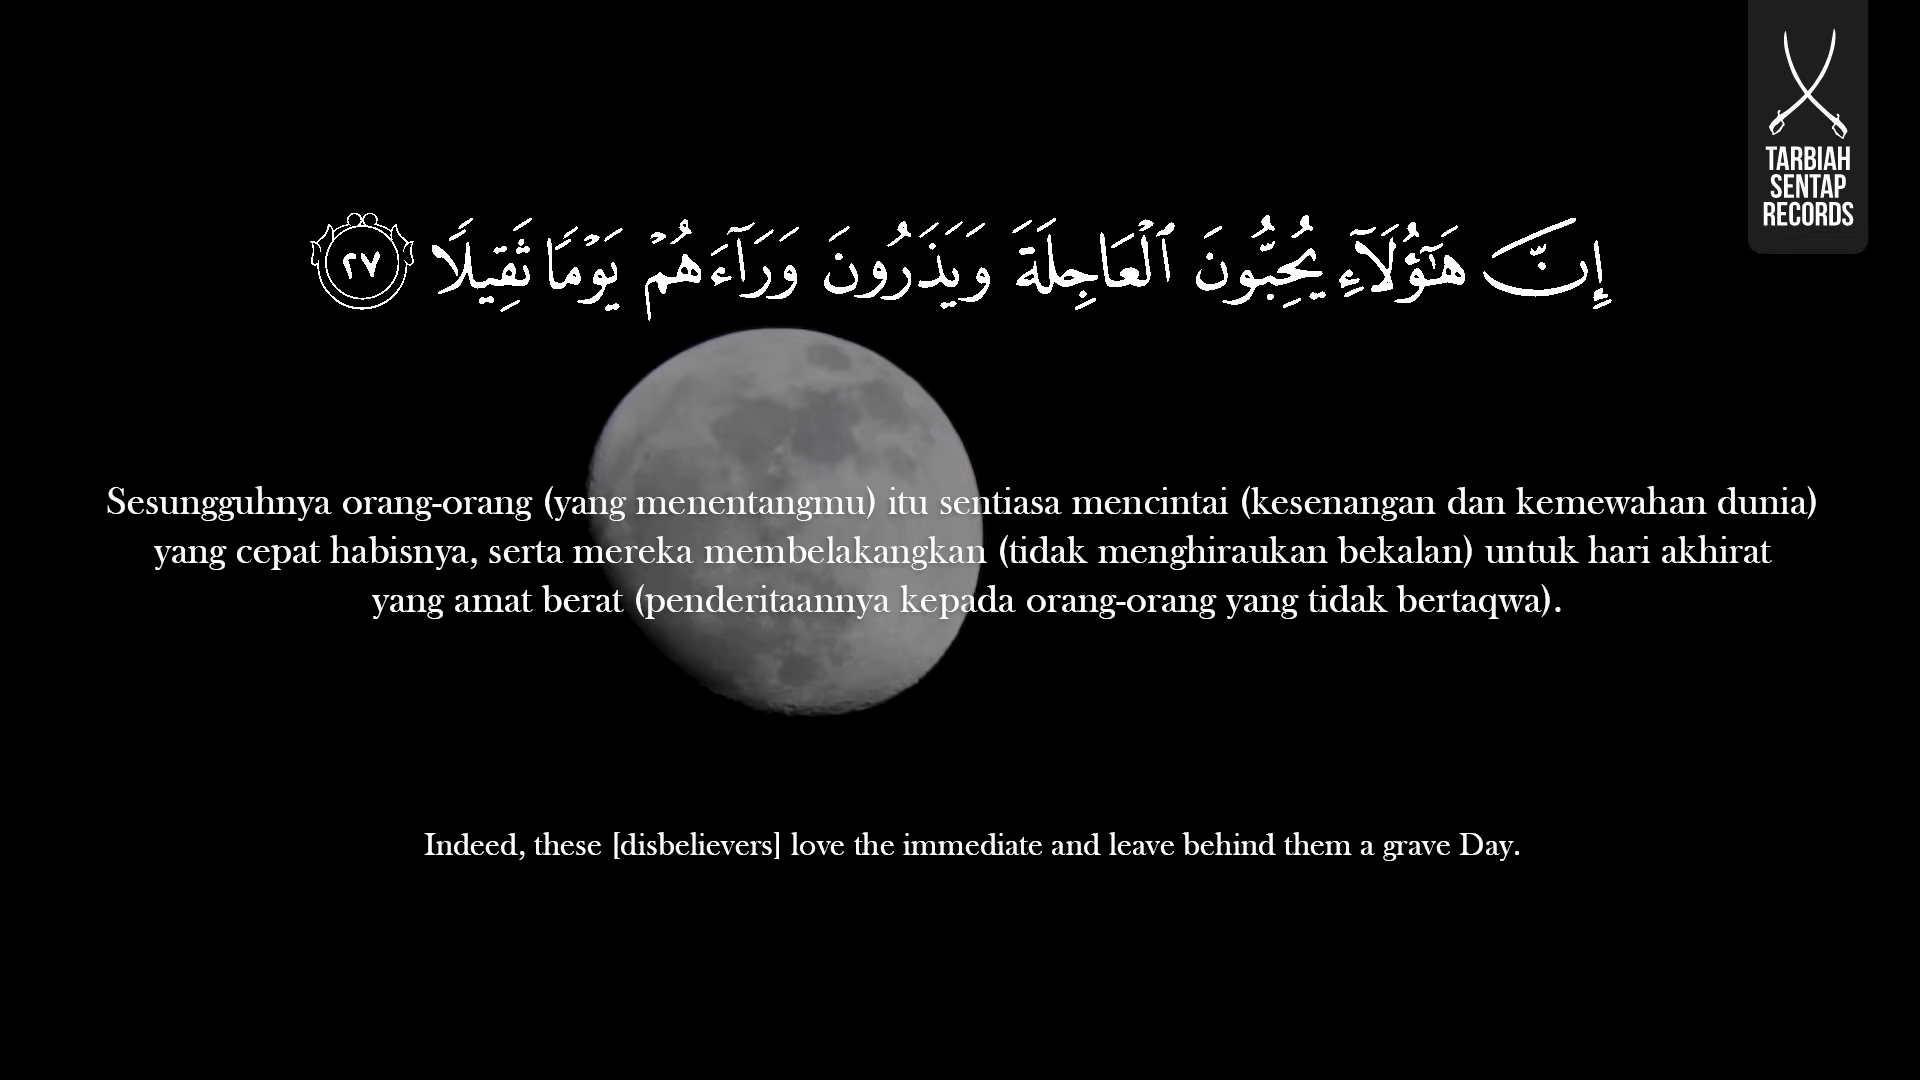 إِنَّ هَـٰٓؤُلَآءِ يُحِبُّونَ ٱلْعَاجِلَةَ وَيَذَرُونَ وَرَآءَهُمْ يَوْمًا ثَقِيلًا ٢٧
Sesungguhnya orang-orang (yang menentangmu) itu sentiasa mencintai (kesenangan dan kemewahan dunia)
yang cepat habisnya, serta mereka membelakangkan (tidak menghiraukan bekalan) untuk hari akhirat
yang amat berat (penderitaannya kepada orang-orang yang tidak bertaqwa).
Indeed, these [disbelievers] love the immediate and leave behind them a grave Day.
TARBIAH
SENTAP
RECORDS